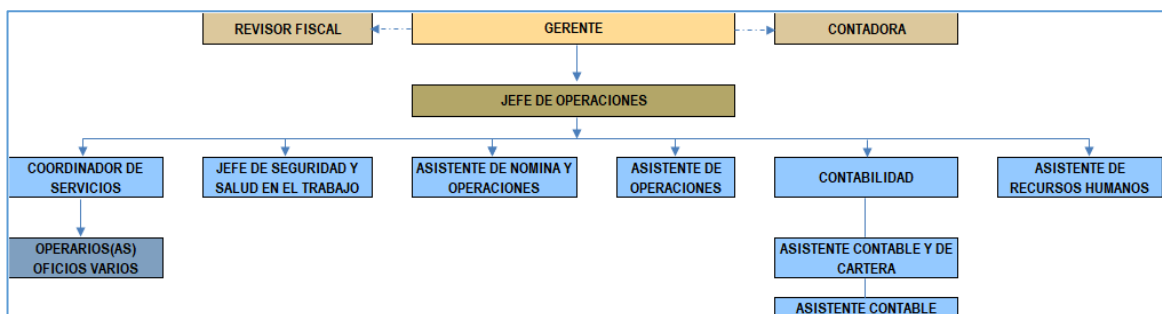 REVISOR FISCAL
GERENTE
CONTADORA
JEFE DE OPERACIONES
COORDINADOR DE
SERVICIOS
JEFE DE SEGURIDAD Y
SALUD EN EL TRABAJO
ASISTENTE DE NOMINA Y
OPERACIONES
ASISTENTE DE
OPERACIONES
CONTABILIDAD
ASISTENTE DE
RECURSOS HUMANOS
OPERARIOS(AS)
OFICIOS VARIOS
ASISTENTE CONTABLE Y DE
CARTERA
ASISTENTE CONTABLE